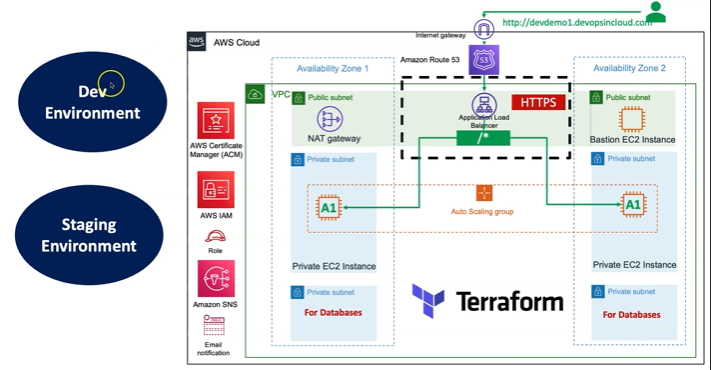 http://devdemo1.devopsincloud.com
Internet gateway
aws
AWS Cloud
Amazon Route 53
53
Availability Zone 1
Availability Zone 2
Dev
Environment
VPC
Public subnet
HTTPS
Public subnet
Application Load
Balancer
NAT gateway
/*
Bastion EC2 Instance
AWS Certificate
Manager (ACM)
Private subnet
Private subnet
AWS IAM
A1
Auto Scaling group
A1
Staging
Environment
Role
Private EC2 Instance
Private EC2 Instance
Amazon SNS
Private subnet
For Databases
Terraform
Private subnet
For Databases
Email
notification